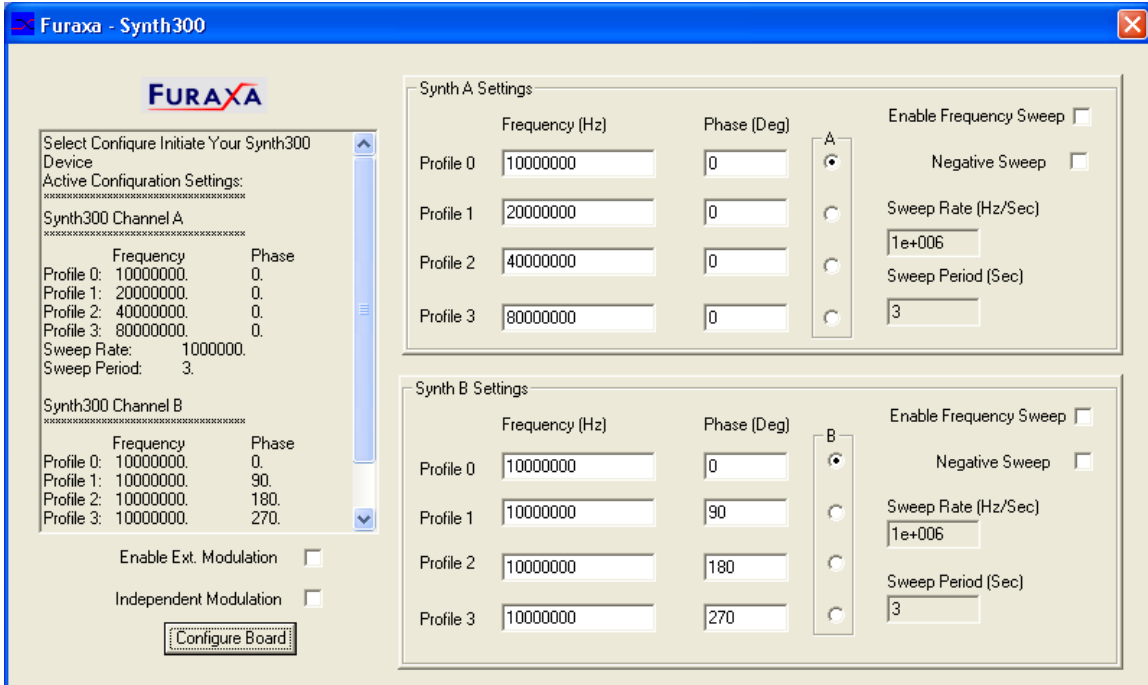 Furaxa - Synth300
FURAXA
Select Configure Initiate Your Synth300
Device
Active Configuration Settings:
************************************
Synth300 Channel A
************************************
Frequency Phase
Profile 0: 10000000. 0.
Profile 1: 20000000. 0.
Profile 2: 40000000. 0.
Profile 3: 80000000. 0.
Sweep Rate: 1000000.
Sweep Period: 3.
Synth300 Channel B
************************************
Frequency Phase
Profile 0: 10000000. 0.
Profile 1: 10000000. 90.
Profile 2: 10000000. 180.
Profile 3: 10000000. 270.
Enable Ext. Modulation
Independent Modulation
Configure Board
Synth A Settings
Frequency (Hz) Phase (Deg) A
Profile 0 10000000 0
Profile 1 20000000 0
Profile 2 40000000 0
Profile 3 80000000 0
Enable Frequency Sweep
Negative Sweep
Sweep Rate (Hz/Sec)
1e+006
Sweep Period (Sec)
3
Synth B Settings
Frequency (Hz) Phase (Deg) B
Profile 0 10000000 0
Profile 1 10000000 90
Profile 2 10000000 180
Profile 3 10000000 270
Enable Frequency Sweep
Negative Sweep
Sweep Rate (Hz/Sec)
1e+006
Sweep Period (Sec)
3